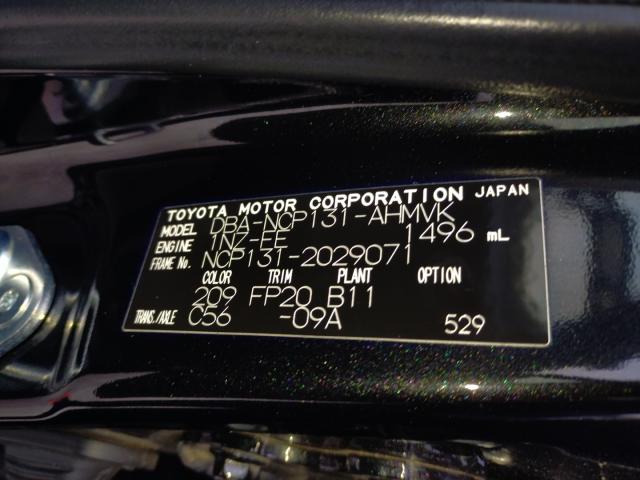 TOYOTA MOTOR CORPORATION JAPAN
MODEL DBA-NCP131-AHMVK
ENGINE 1NZ-FE 1496 mL
FRAME No. NCP131-2029071
COLOR TRIM PLANT OPTION
209 FP20 B11
TRANS./AXLE C56 -09A 529